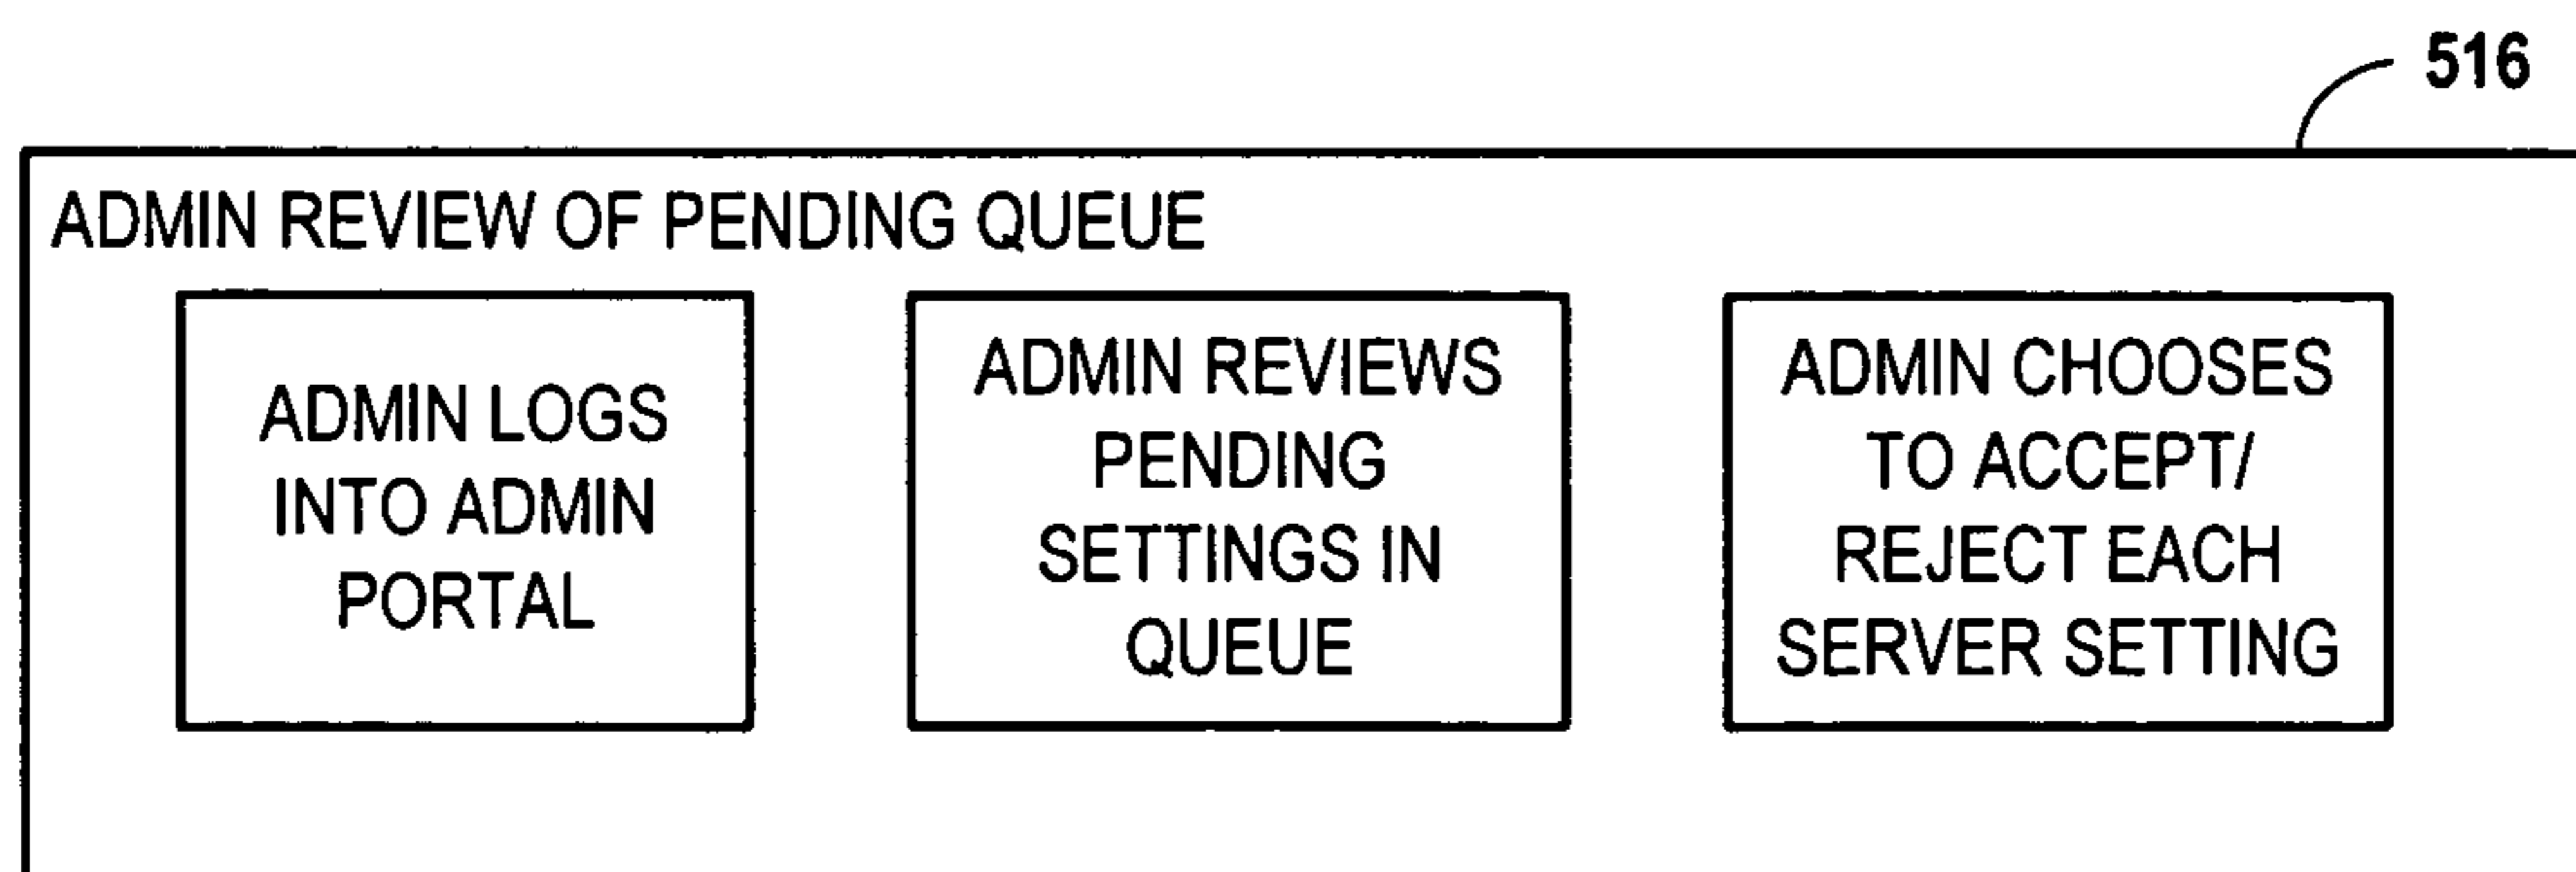 516
ADMIN REVIEW OF PENDING QUEUE
ADMIN LOGS
INTO ADMIN
PORTAL
ADMIN REVIEWS
PENDING
SETTINGS IN
QUEUE
ADMIN CHOOSES
TO ACCEPT/
REJECT EACH
SERVER SETTING